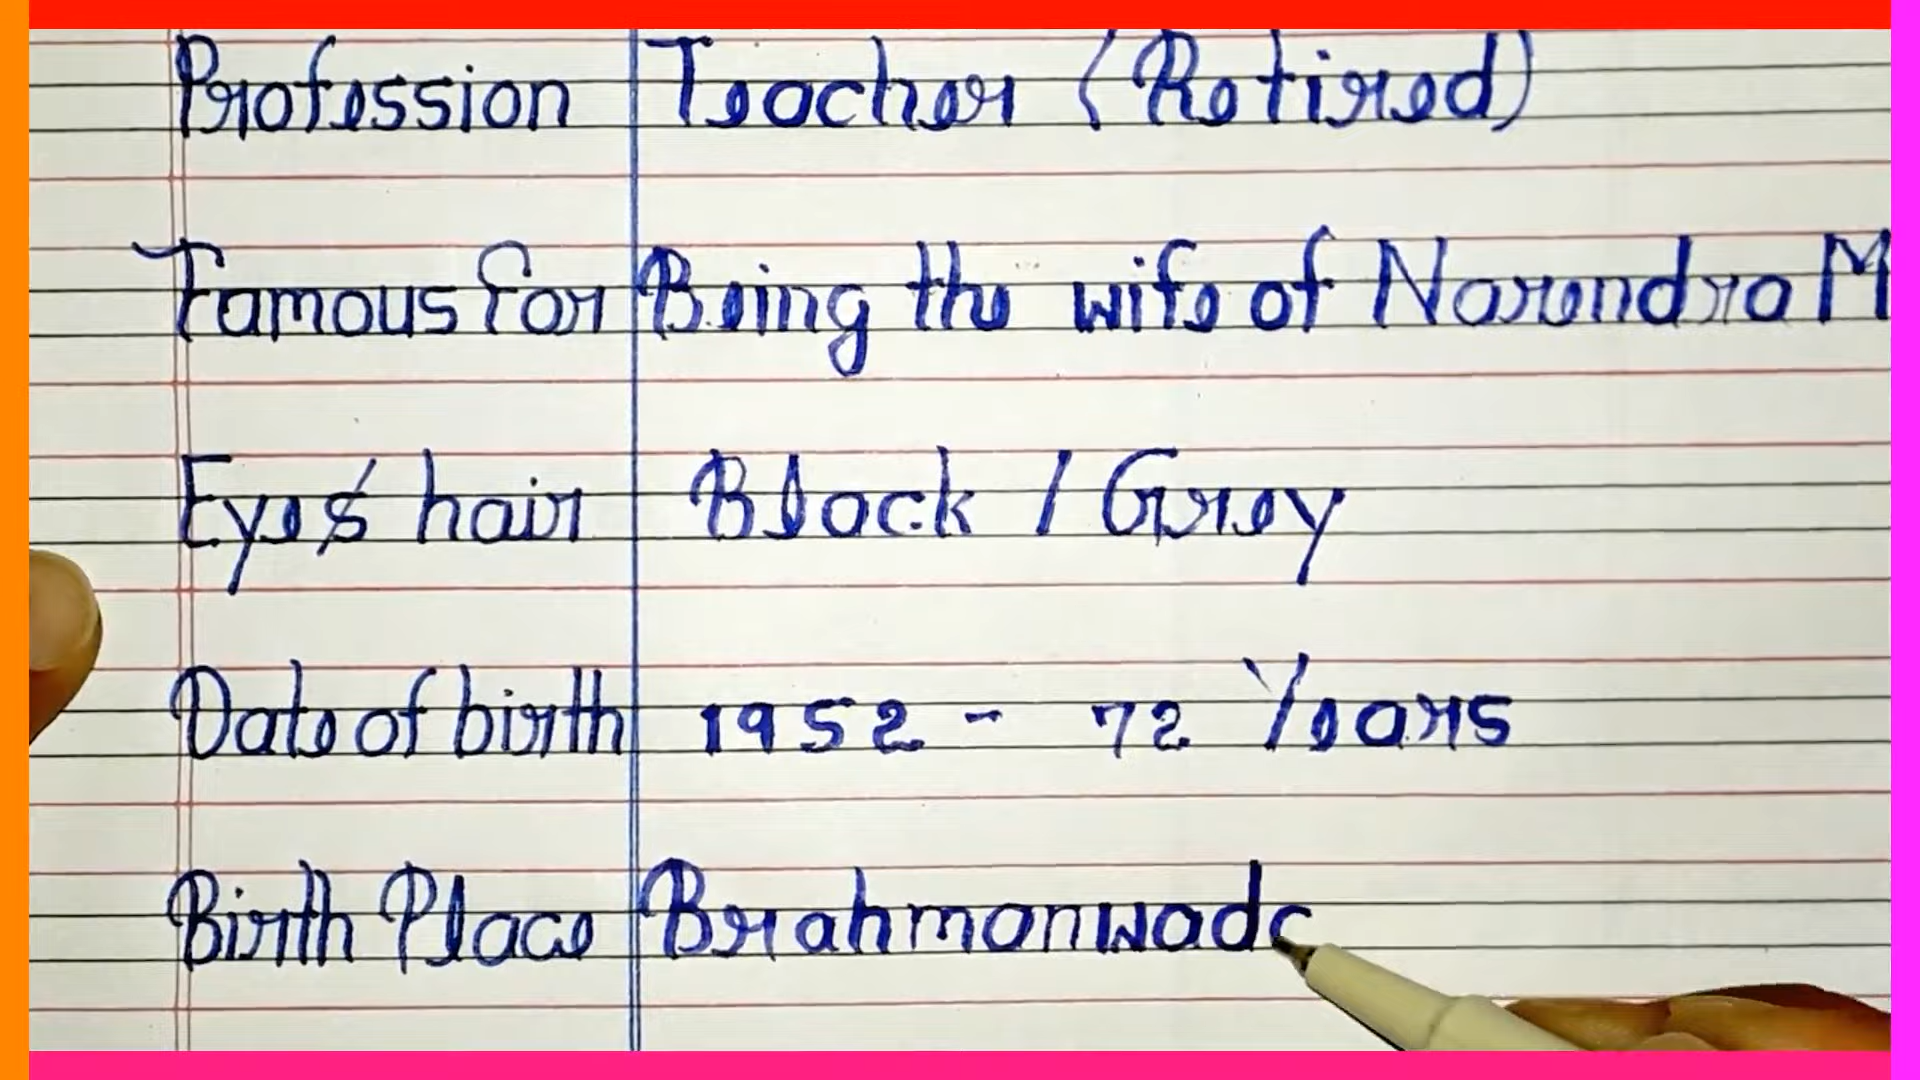 Profession Teacher (Retired)
Famous for Being the wife of Narendra M
Eye & hair Black / Grey
Date of birth 1952 - 72 Years
Birth Place Brahmanwada